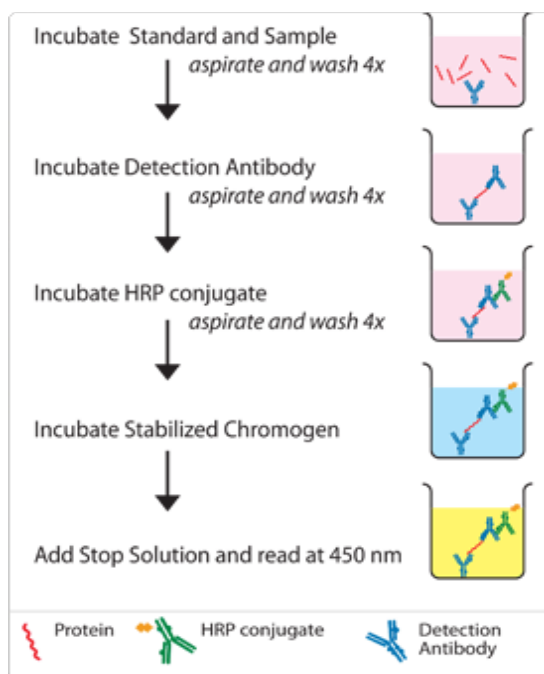 Incubate Standard and Sample
aspirate and wash 4x
Incubate Detection Antibody
aspirate and wash 4x
Incubate HRP conjugate
aspirate and wash 4x
Incubate Stabilized Chromogen
Add Stop Solution and read at 450 nm
Protein
HRP conjugate
Detection
Antibody